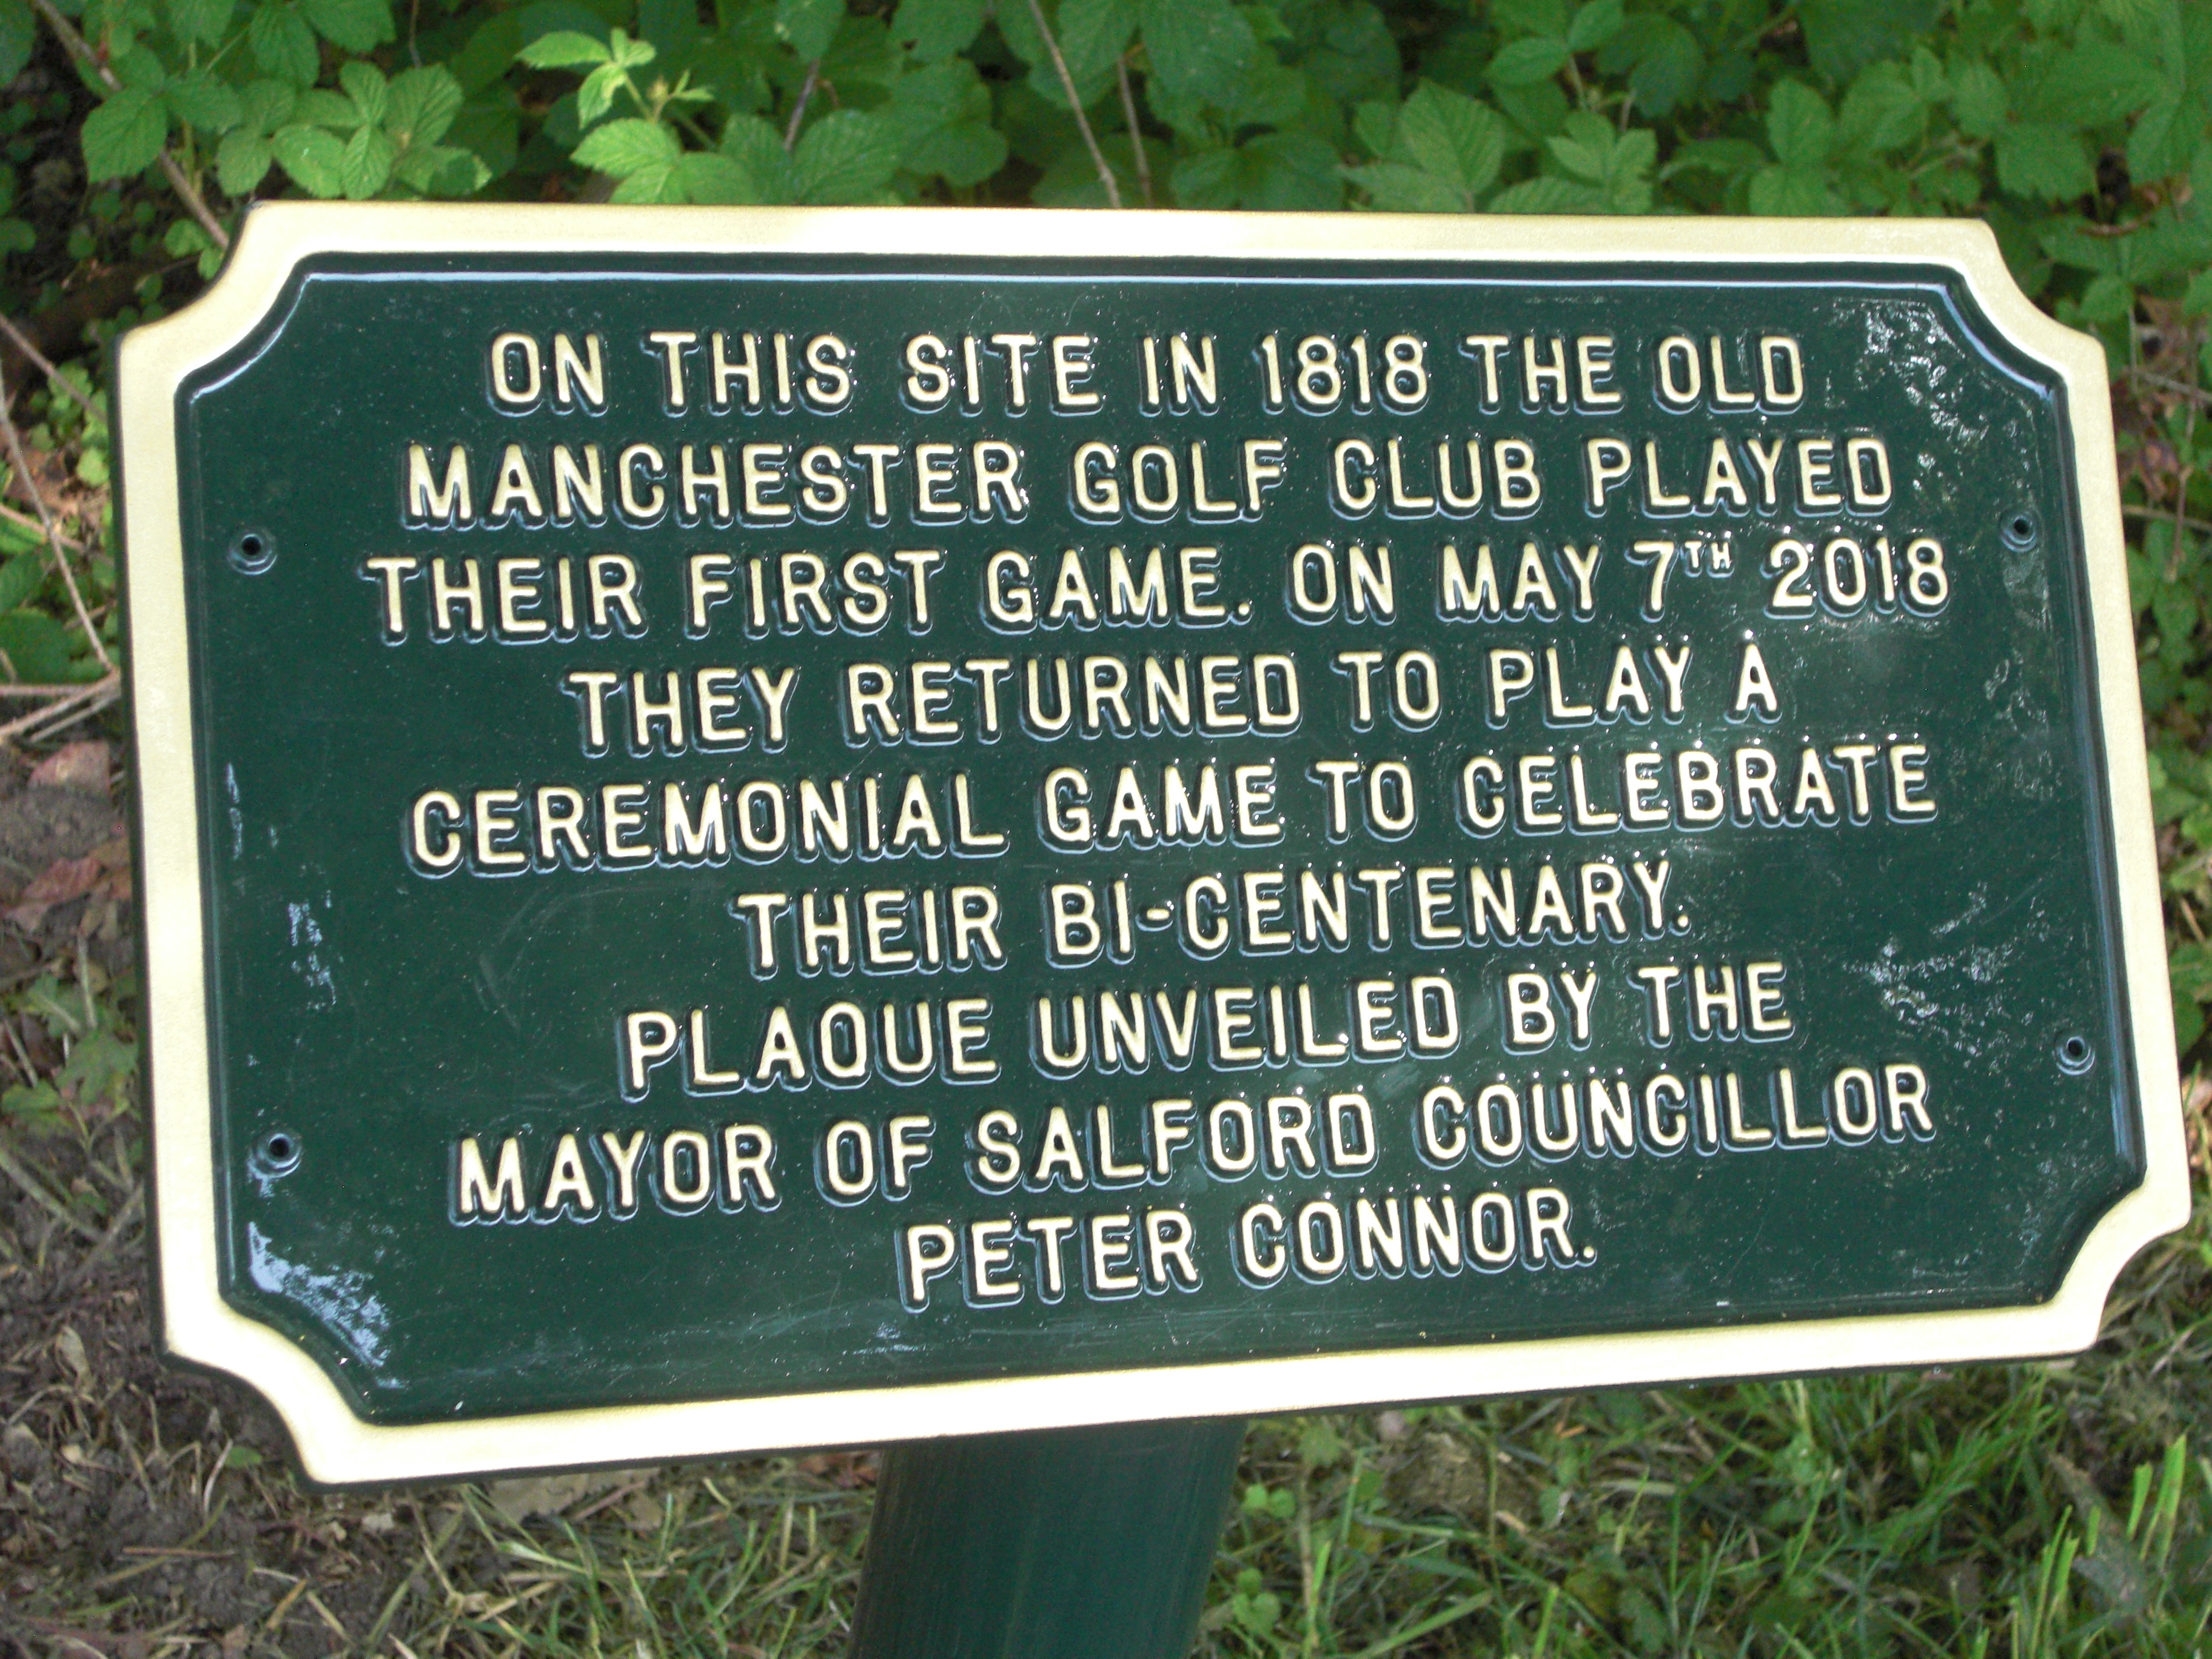 ON THIS SITE IN 1818 THE OLD
MANCHESTER GOLF CLUB PLAYED
THEIR FIRST GAME. ON MAY 7TH 2018
THEY RETURNED TO PLAY A
CEREMONIAL GAME TO CELEBRATE
THEIR BI-CENTENARY.
PLAQUE UNVEILED BY THE
MAYOR OF SALFORD COUNCILLOR
PETER CONNOR.